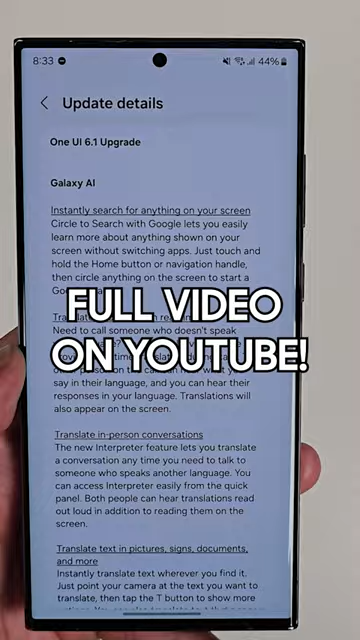 8:33
44%
Update details
One UI 6.1 Upgrade
Galaxy AI
Instantly search for anything on your screen
Circle to Search with Google lets you easily
learn more about anything shown on your
screen without switching apps. Just touch and
hold the Home button or navigation handle,
then circle anything on the screen to start a
FULL VIDEO
Need to call someone who doesn't speak
ON YOUTUBE!
say in their language, and you can hear their
responses in your language. Translations will
also appear on the screen.
Translate in-person conversations
The new Interpreter feature lets you translate
a conversation any time you need to talk to
someone who speaks another language. You
can access Interpreter easily from the quick
panel. Both people can hear translations read
out loud in addition to reading them on the
screen.
Translate text in pictures, signs, documents,
and more
Instantly translate text wherever you find it.
Just point your camera at the text you want to
translate, then tap the T button to show more